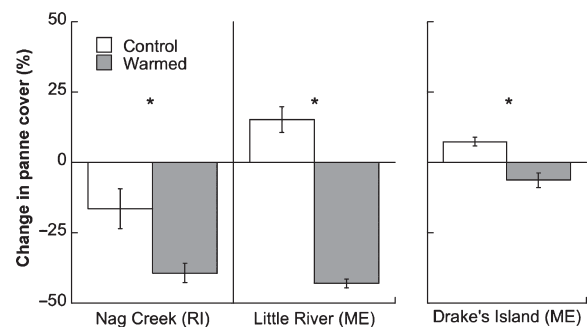 Change in panne cover (%)
50
25
0
−25
−50
Control
Warmed
*
*
*
Nag Creek (RI)
Little River (ME)
Drake's Island (ME)